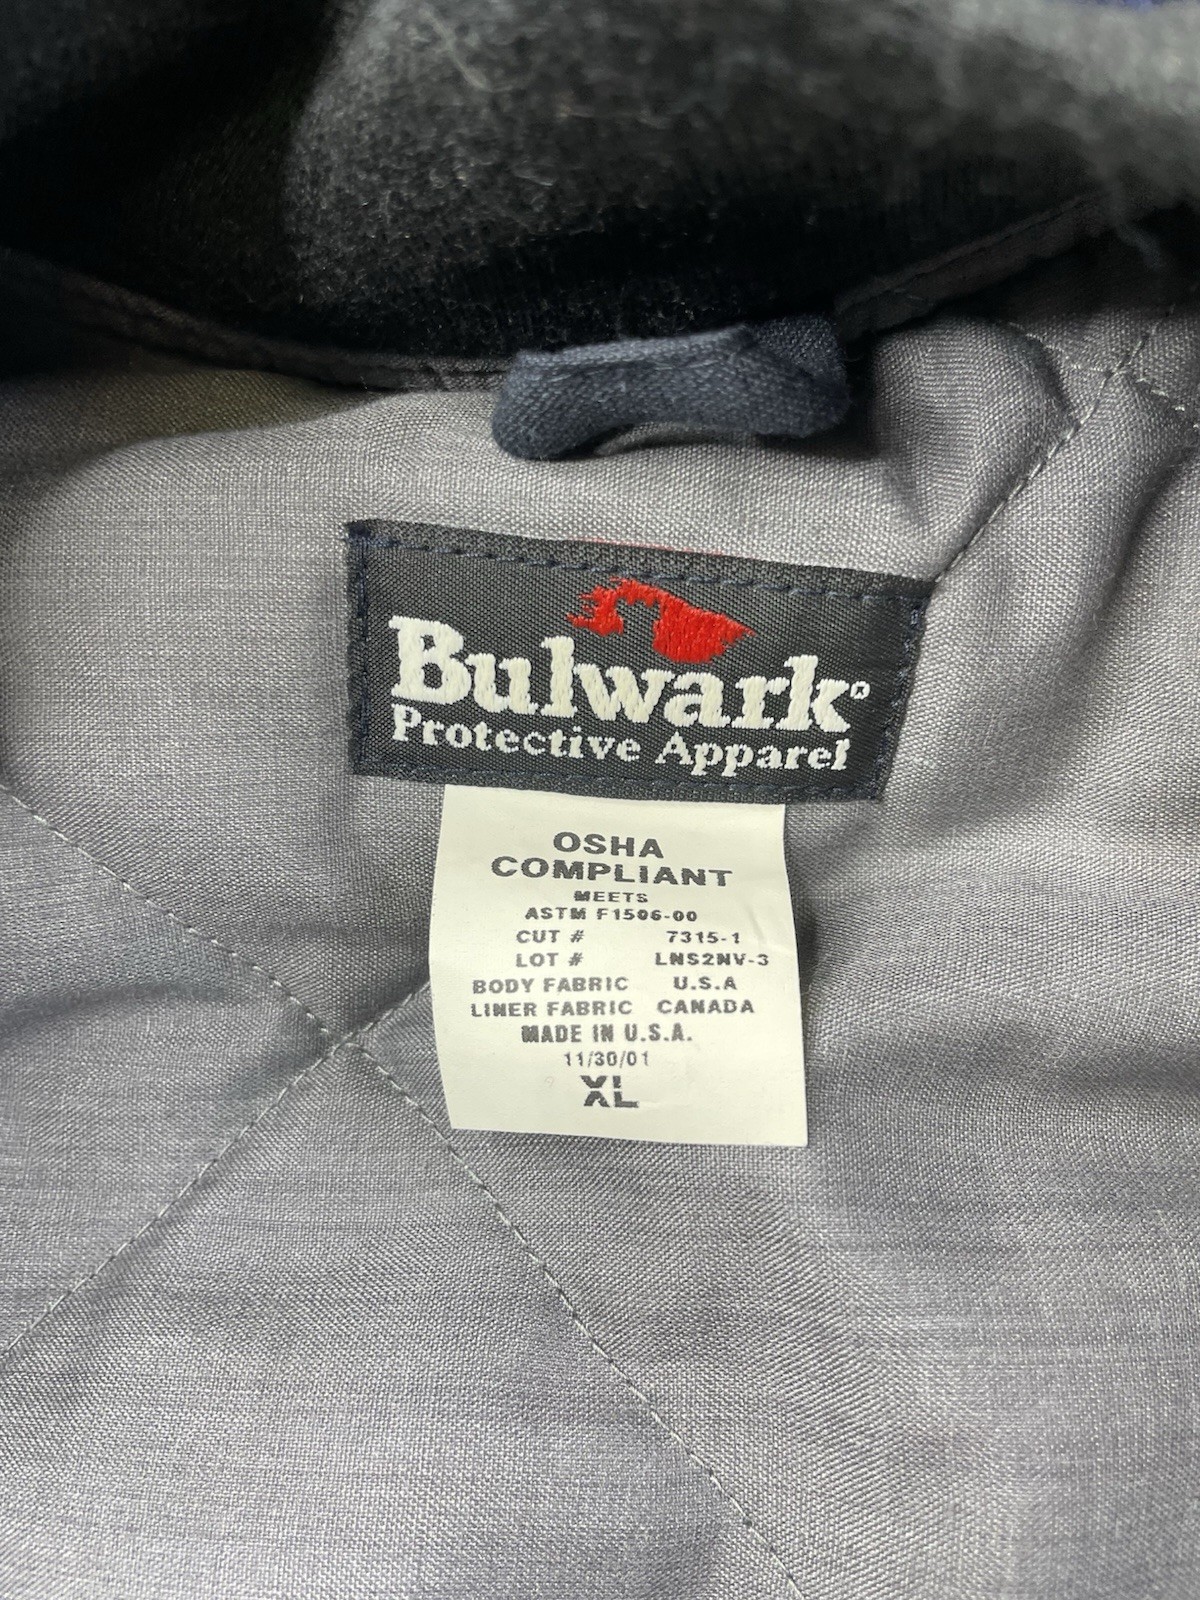 Bulwark®
Protective Apparel
OSHA
COMPLIANT
MEETS
ASTM F1506-00
CUT # 7315-1
LOT # LNS2NV-3
BODY FABRIC U.S.A
LINER FABRIC CANADA
MADE IN U.S.A.
11/30/01
XL